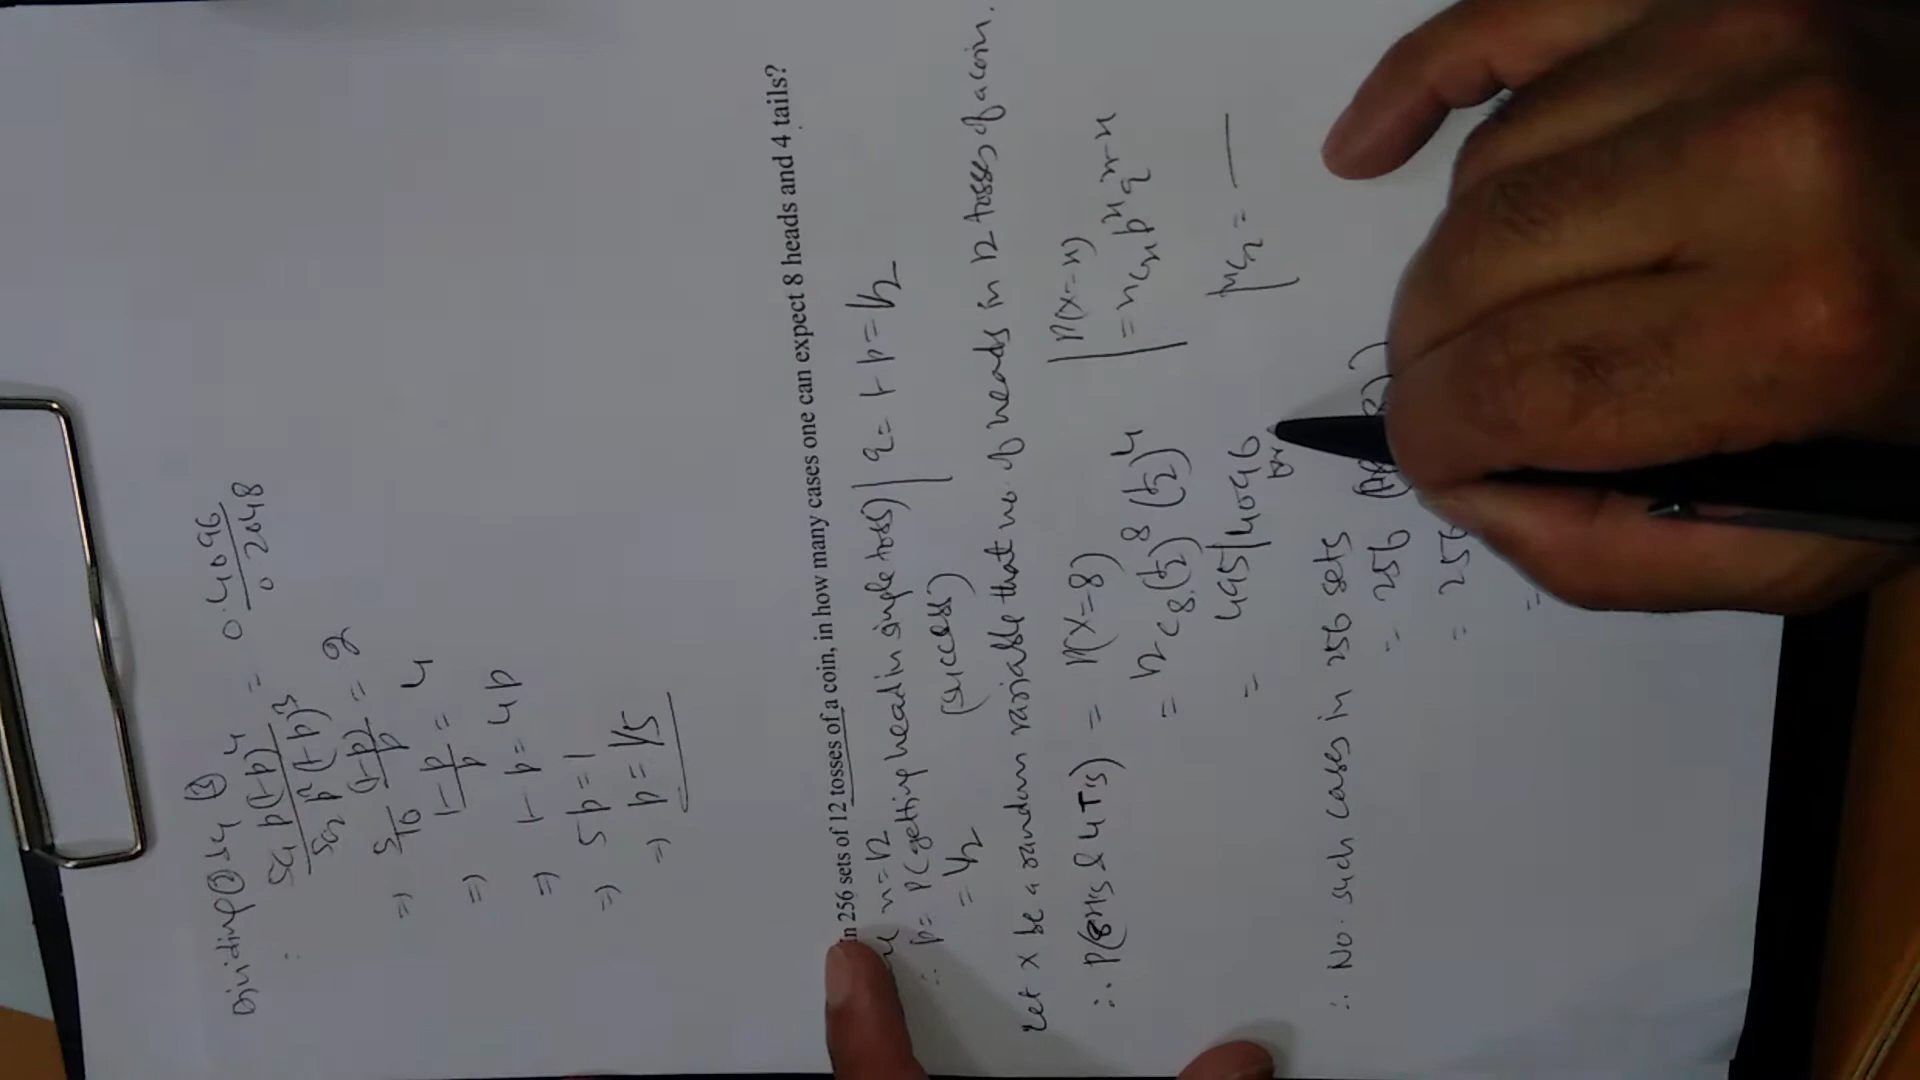 Dividing ② by ③
5C1 p(1-p)^4 / 5C2 p^2(1-p)^3 = 0.4096 / 0.2048
=> 5/10 (1-p)/p = 2
=> 1-p/p = 4
=> 1-p = 4p
=> 5p = 1
=> p = 1/5
In 256 sets of 12 tosses of a coin, in how many cases one can expect 8 heads and 4 tails?
n = 12
∴ p = P(getting head in single toss) | q = 1-p = 1/2
= 1/2 (success)
Let X be a random variable that no. of heads in 12 tosses of a coin.
∴ P(8Hs & 4Ts) = P(X=8) | P(X=x)
= 12C8 (1/2)^8 (1/2)^4 | = nCx p^x q^n-x
= 495/4096 | nCr =
∴ No. such cases in 256 sets
= 256
= 256
=